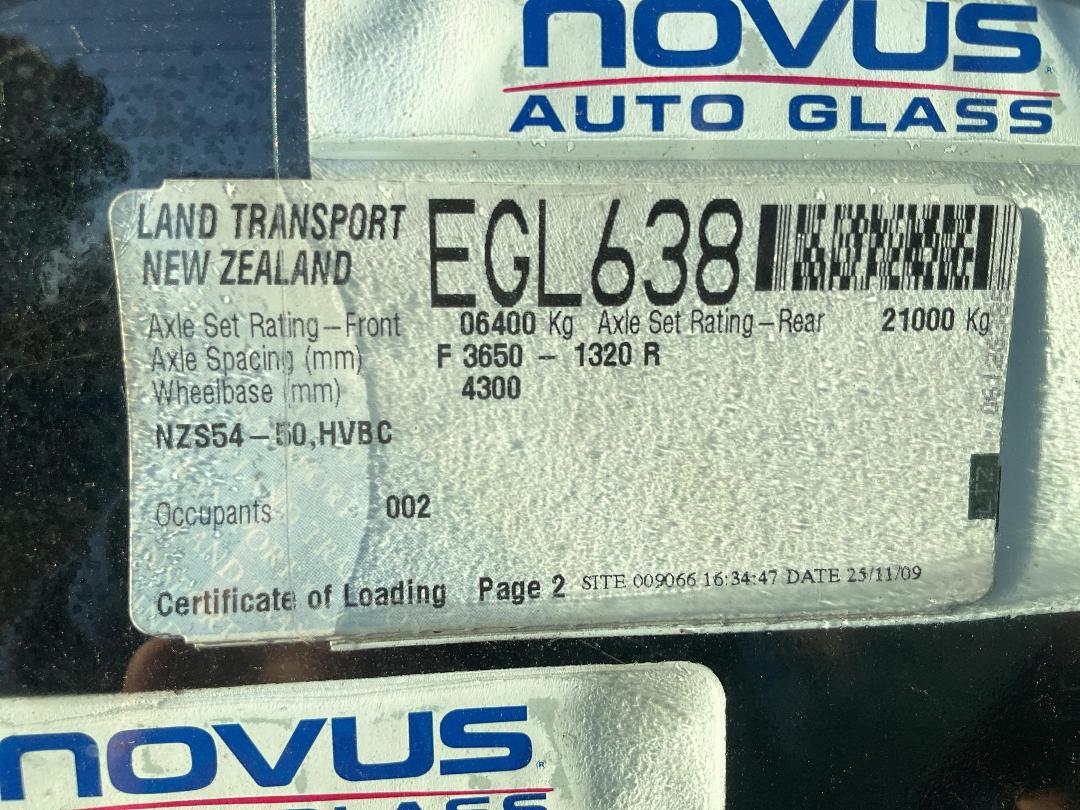 novus
AUTO GLASS
LAND TRANSPORT
NEW ZEALAND
EGL638
Axle Set Rating-Front 06400 Kg Axle Set Rating-Rear 21000 Kg
Axle Spacing (mm) F 3650 - 1320 R
Wheelbase (mm) 4300
NZS54-50,HVBC
Occupants 002
Certificate of Loading Page 2 SITE 009066 16:34:47 DATE 25/11/09
novus